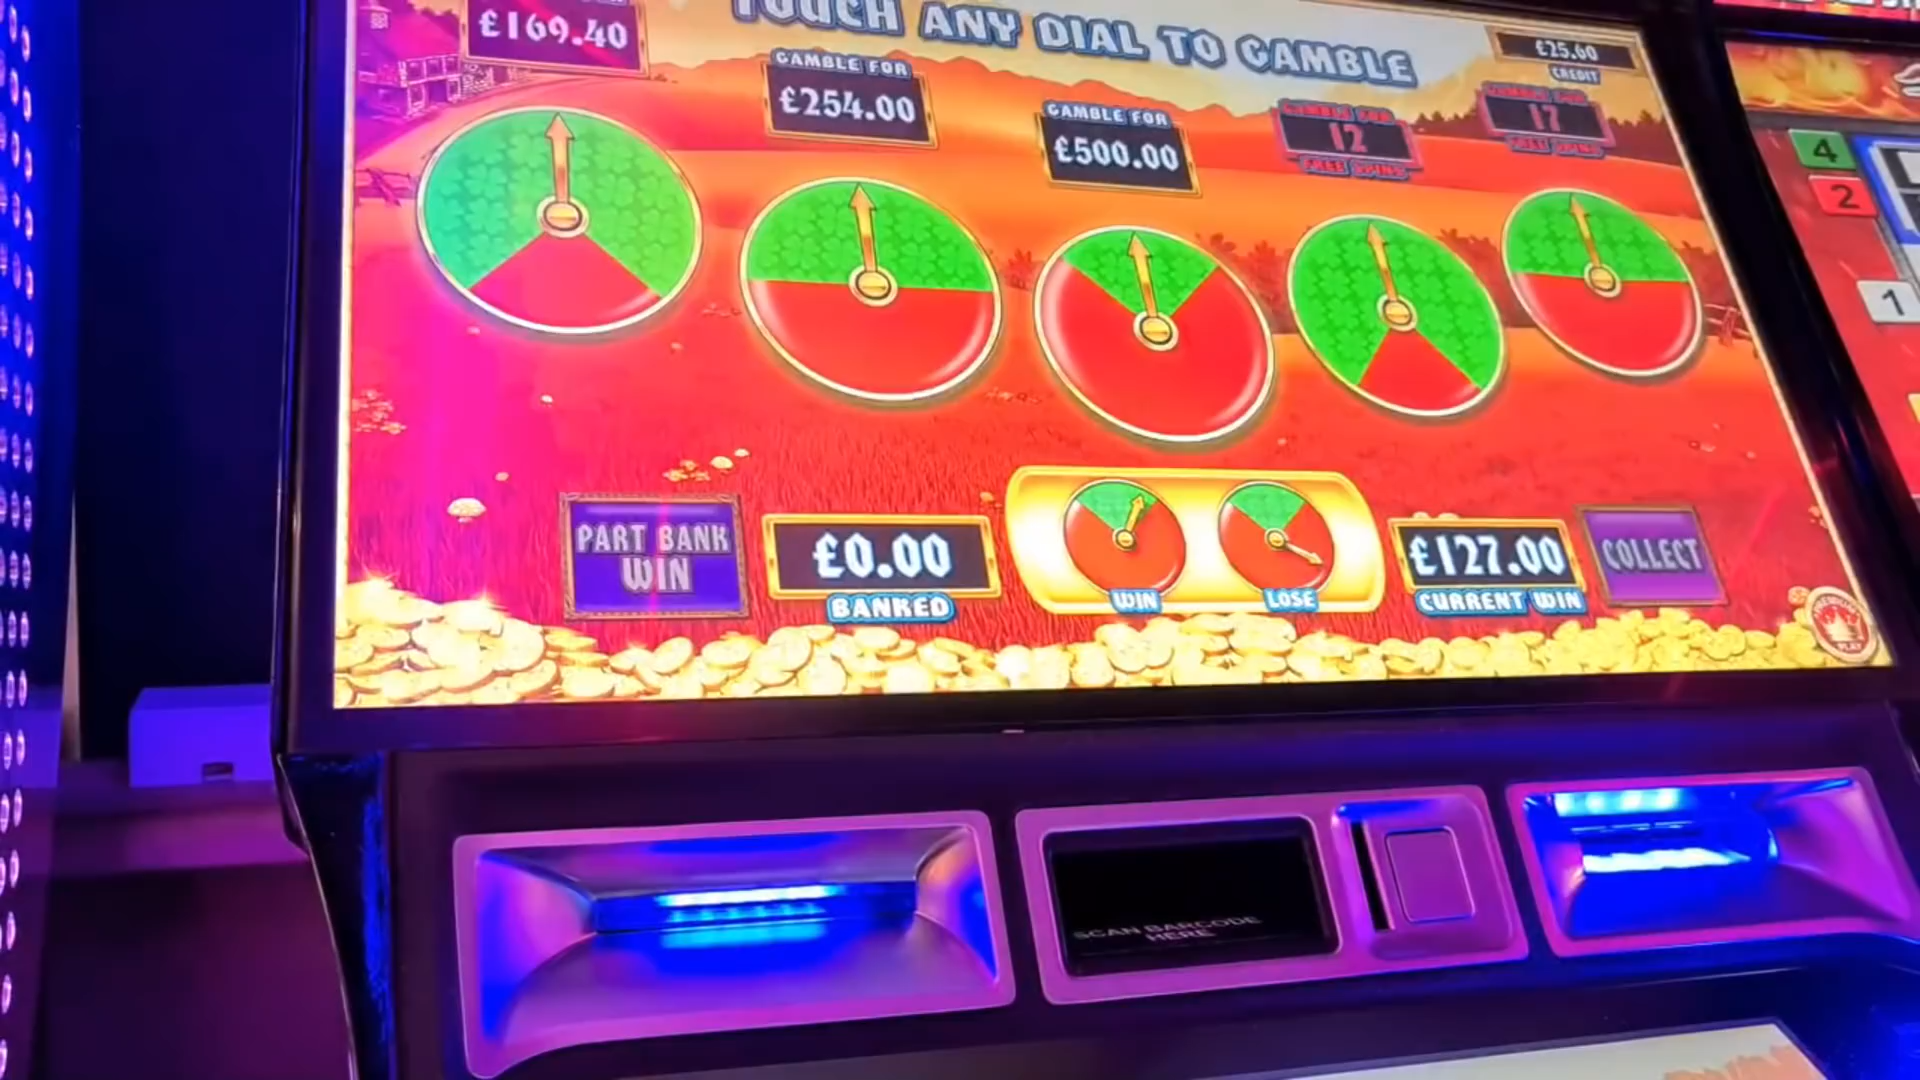 £169.40
TOUCH ANY DIAL TO GAMBLE
£25.60
CREDIT
GAMBLE FOR
£254.00
GAMBLE FOR
£500.00
GAMBLE FOR
12
FREE SPINS
GAMBLE FOR
17
FREE SPINS
4
2
1
PART BANK
WIN
£0.00
BANKED
WIN
LOSE
£127.00
CURRENT WIN
COLLECT
PLAY
SCAN BARCODE
HERE